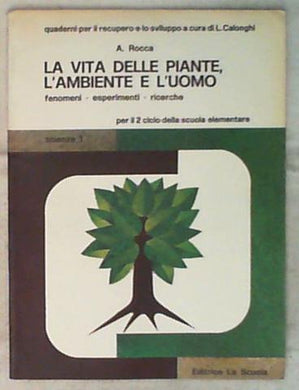 quaderni per il recupero e lo sviluppo a cura di L. Calonghi
A. Rocca
LA VITA DELLE PIANTE,
L'AMBIENTE E L'UOMO
fenomeni - esperimenti - ricerche
per il 2 ciclo della scuola elementare
scienze 1
Editrice La Scuola